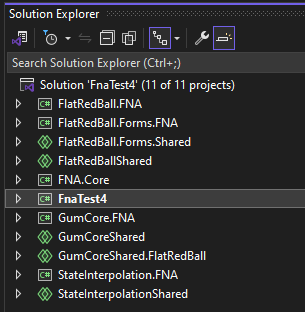 Solution Explorer
Search Solution Explorer (Ctrl+;)
Solution 'FnaTest4' (11 of 11 projects)
C# FlatRedBall.FNA
C# FlatRedBall.Forms.FNA
FlatRedBall.Forms.Shared
FlatRedBallShared
C# FNA.Core
C# FnaTest4
C# GumCore.FNA
GumCoreShared
GumCoreShared.FlatRedBall
C# StateInterpolation.FNA
StateInterpolationShared